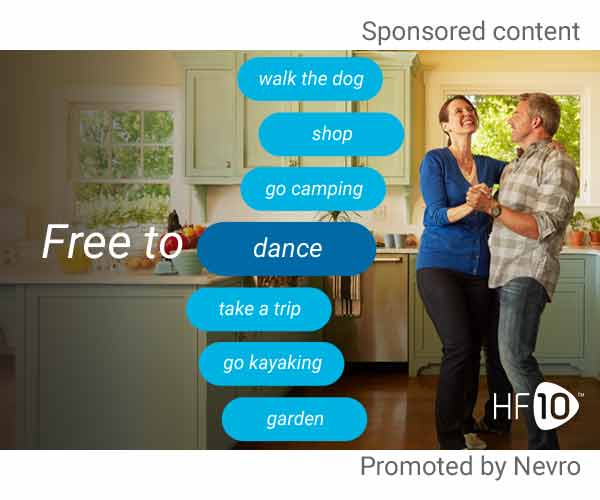 Sponsored content
walk the dog
shop
go camping
Free to dance
take a trip
go kayaking
garden
HF10™
Promoted by Nevro